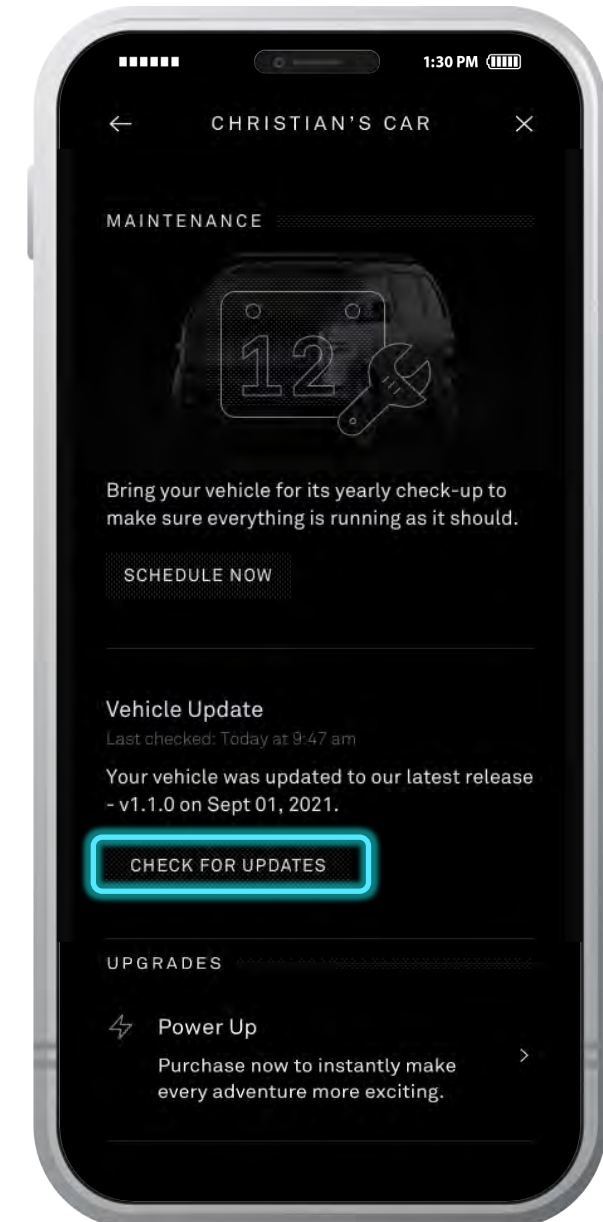 1:30 PM
CHRISTIAN'S CAR
MAINTENANCE
12
Bring your vehicle for its yearly check-up to
make sure everything is running as it should.
SCHEDULE NOW
Vehicle Update
Last checked: Today at 9:47 am
Your vehicle was updated to our latest release
- v1.1.0 on Sept 01, 2021.
CHECK FOR UPDATES
UPGRADES
Power Up
Purchase now to instantly make
every adventure more exciting.